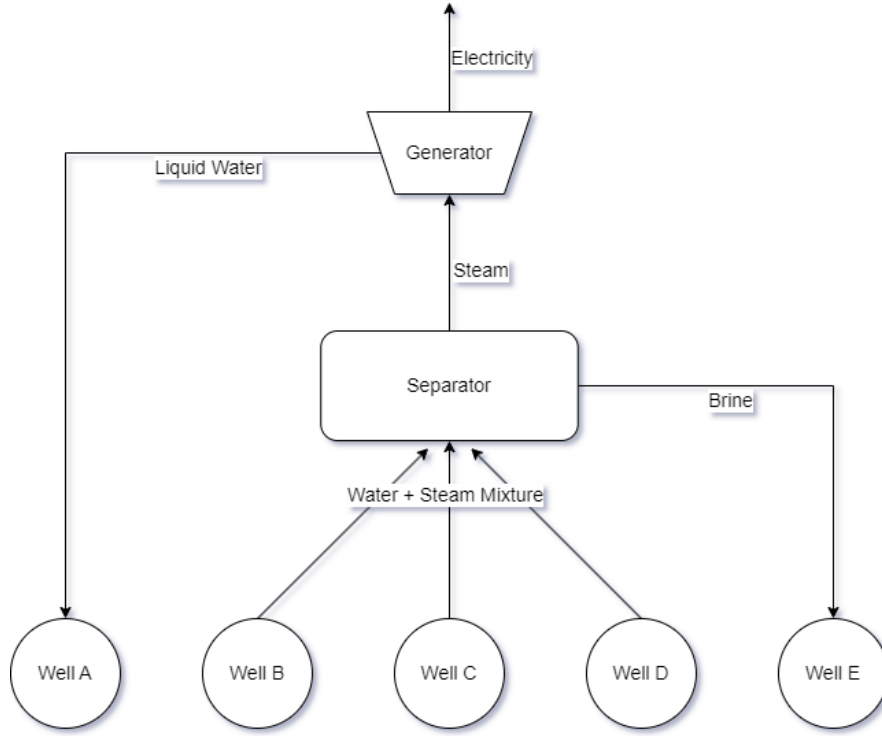 Electricity
Generator
Liquid Water
Steam
Separator
Brine
Water + Steam Mixture
Well A
Well B
Well C
Well D
Well E